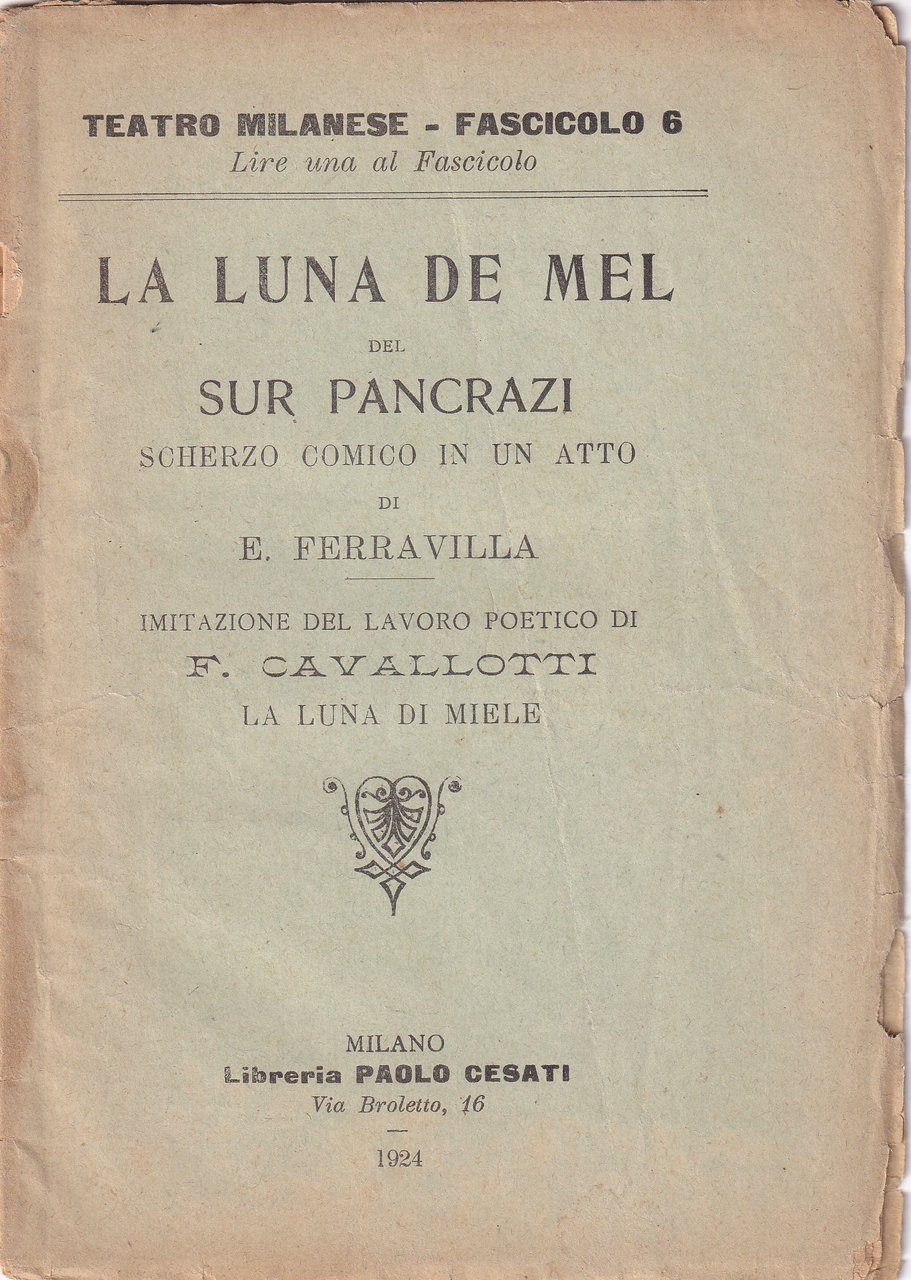 TEATRO MILANESE - FASCICOLO 6
Lire una al Fascicolo
LA LUNA DE MEL
DEL
SUR PANCRAZI
SCHERZO COMICO IN UN ATTO
DI
E. FERRAVILLA
IMITAZIONE DEL LAVORO POETICO DI
F. CAVALLOTTI
LA LUNA DI MIELE
MILANO
Libreria PAOLO CESATI
Via Broletto, 16
1924